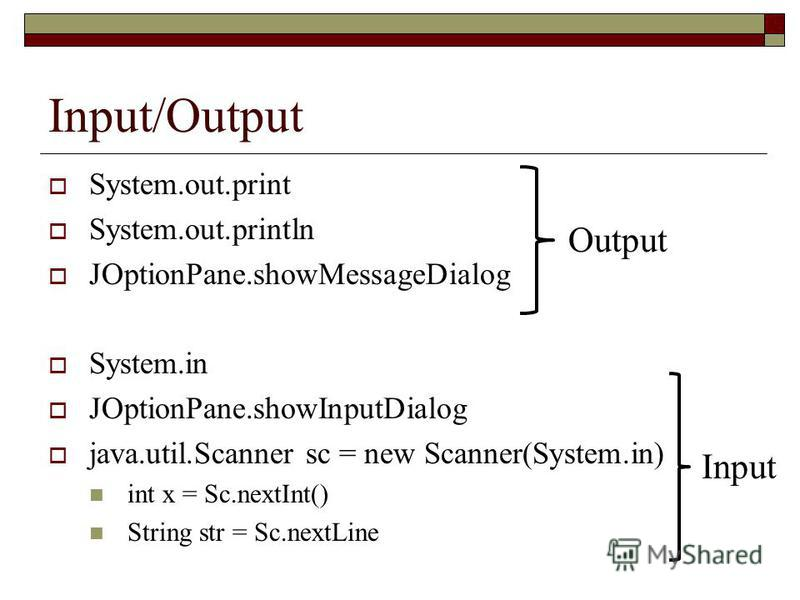 Input/Output
System.out.print
System.out.println
JOptionPane.showMessageDialog
Output
System.in
JOptionPane.showInputDialog
java.util.Scanner sc = new Scanner(System.in)
int x = Sc.nextInt()
String str = Sc.nextLine
Input
MyShared